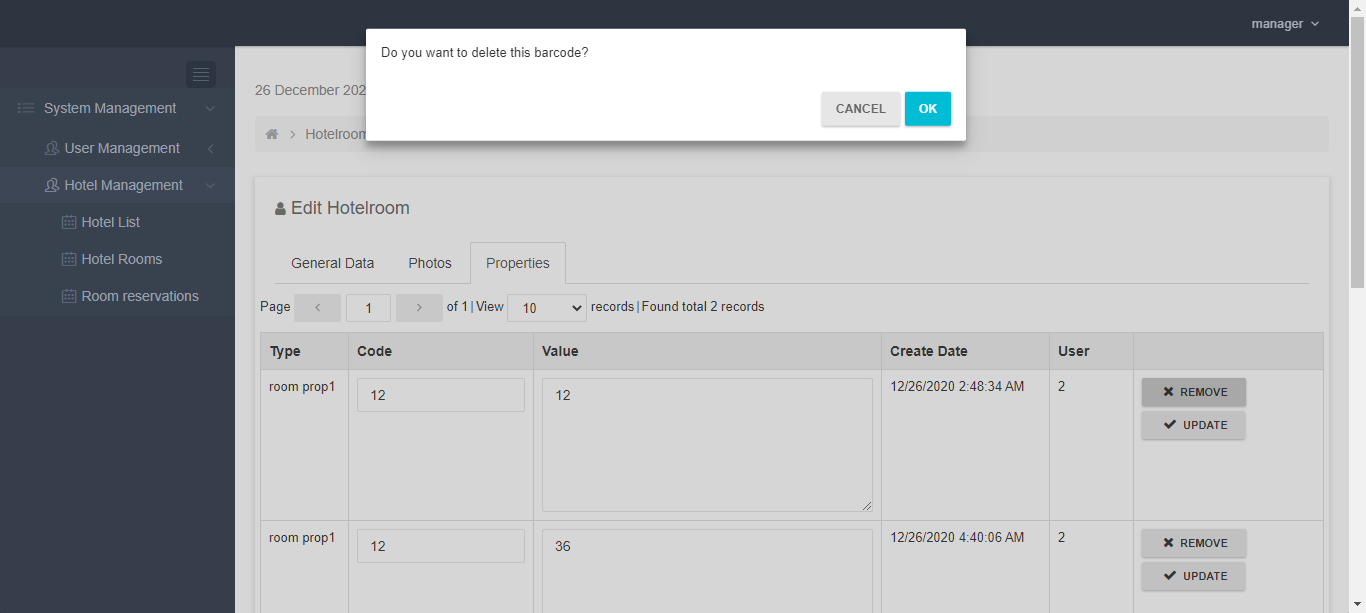 manager
Do you want to delete this barcode?
CANCEL
OK
26 December 202
Hotelroom
System Management
User Management
Hotel Management
Hotel List
Hotel Rooms
Room reservations
Edit Hotelroom
General Data Photos Properties
Page 1 of 1|View 10 records|Found total 2 records
Type Code Value Create Date User
room prop1 12 12 12/26/2020 2:48:34 AM 2 REMOVE
UPDATE
room prop1 12 36 12/26/2020 4:40:06 AM 2 REMOVE
UPDATE